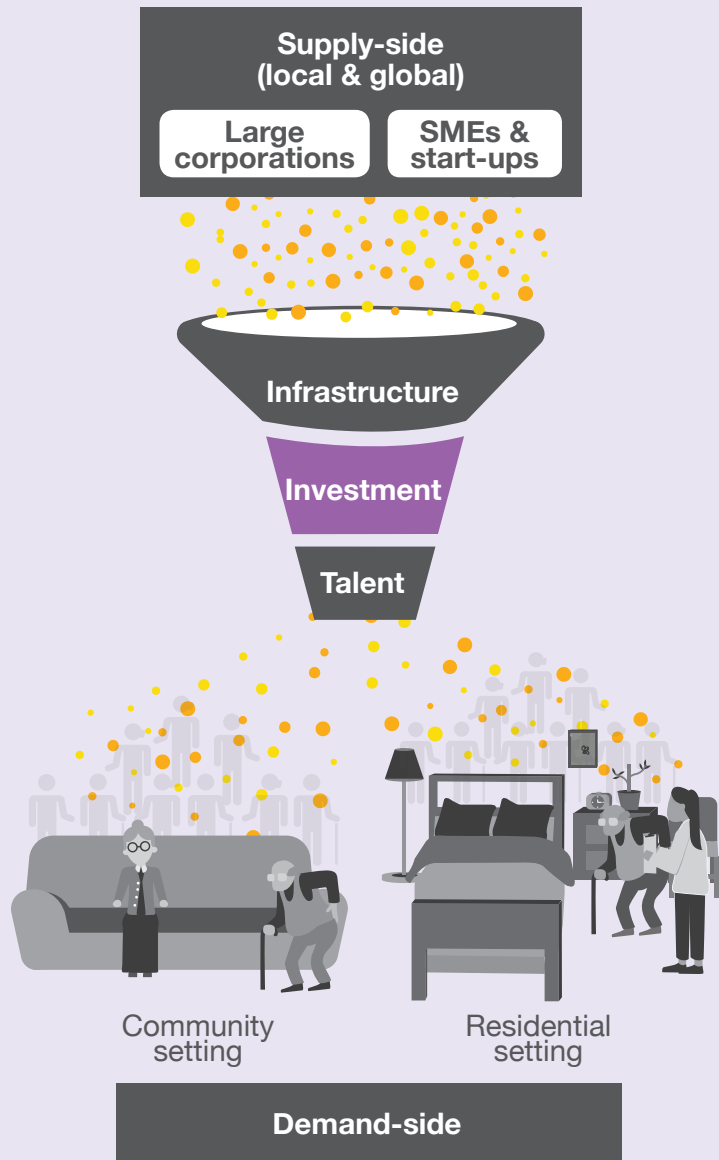 Supply-side
(local & global)
Large
corporations
SMEs &
start-ups
Infrastructure
Investment
Talent
Community
setting
Residential
setting
Demand-side